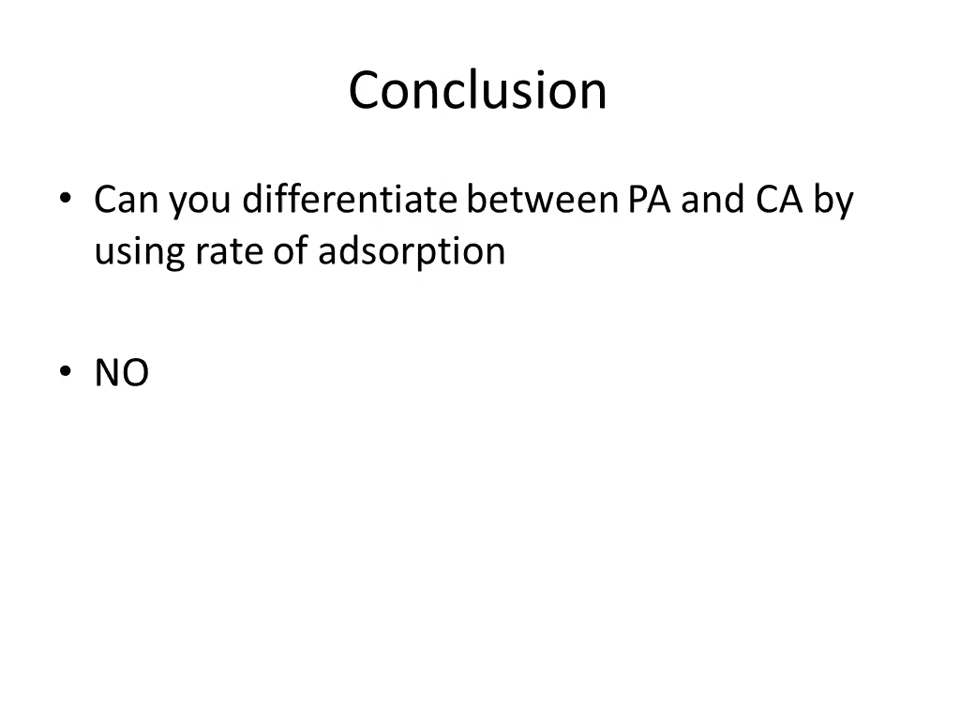 Conclusion
• Can you differentiate between PA and CA by
using rate of adsorption
• NO